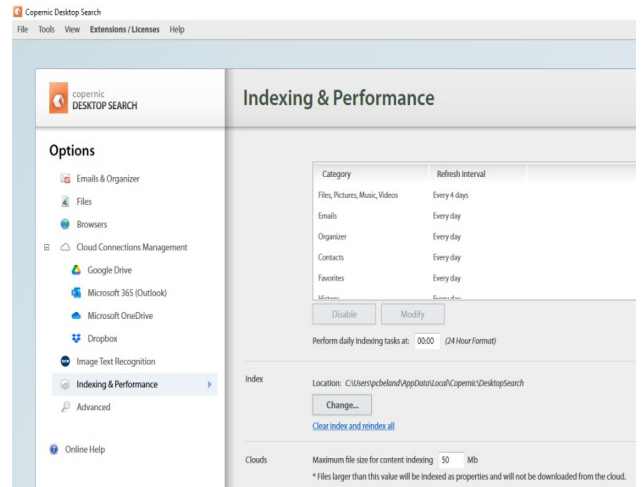 Copernic Desktop Search
File Tools View Extensions / Licenses Help
copernic
DESKTOP SEARCH
Indexing & Performance
Options
Emails & Organizer
Files
Browsers
Cloud Connections Management
Google Drive
Microsoft 365 (Outlook)
Microsoft OneDrive
Dropbox
Image Text Recognition
Indexing & Performance
Advanced
Online Help
Category Refresh interval
Files, Pictures, Music, Videos Every 4 days
Emails Every day
Organizer Every day
Contacts Every day
Favorites Every day
History Every day
Disable Modify
Perform daily indexing tasks at: 00:00 (24 Hour Format)
Index Location: C:\Users\pcbeland\AppData\Local\Copernic\DesktopSearch
Change...
Clear index and reindex all
Clouds Maximum file size for content indexing 50 Mb
* Files larger than this value will be indexed as properties and will not be downloaded from the cloud.